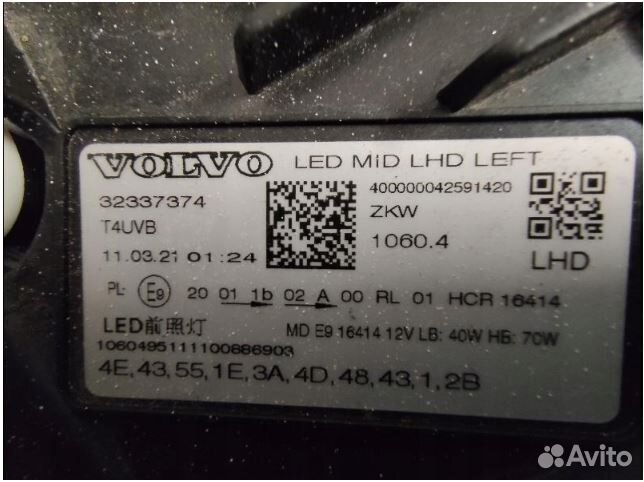 VOLVO LED MID LHD LEFT
32337374
T4UVB
11.03.21 01:24
400000042591420
ZKW
1060.4
LHD
PL: E9 20 01 1b 02 A 00 RL 01 HCR 16414
LED前照灯 MD E9 16414 12V LB: 40W HB: 70W
1060495111100886903
4E,43,55,1E,3A,4D,48,43,1,2B
Avito